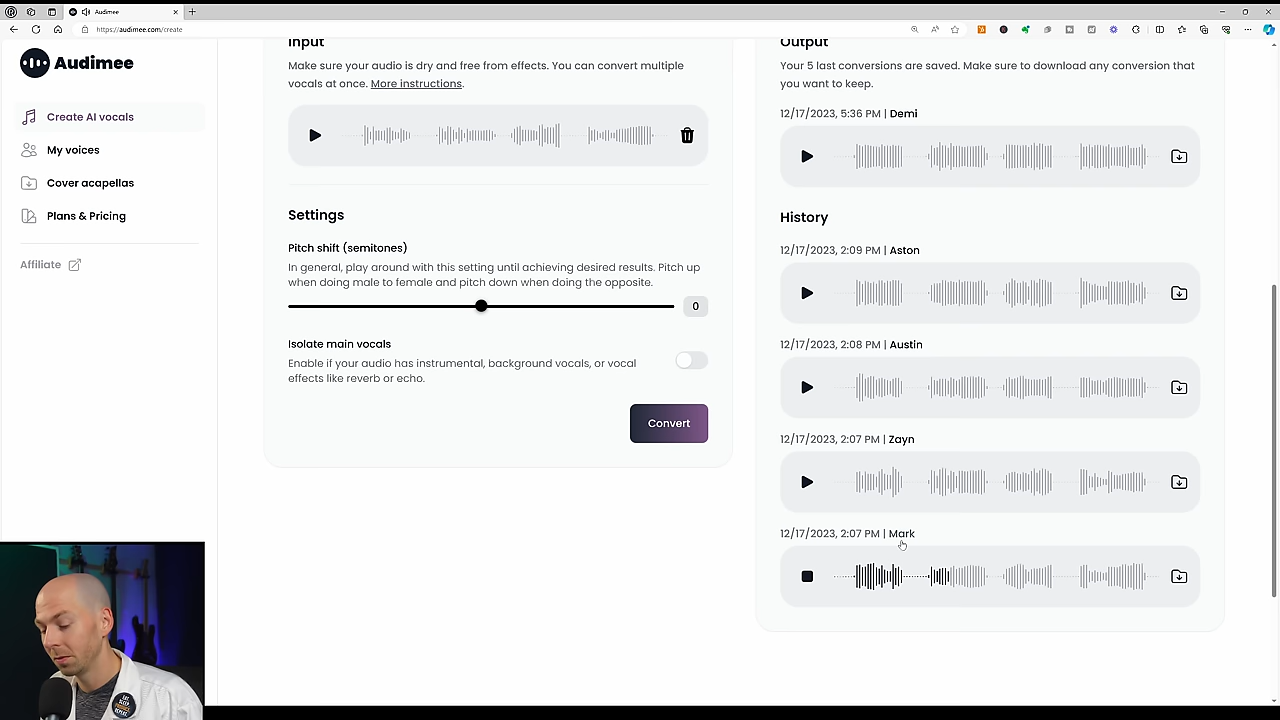 Audimee
https://audimee.com/create
Audimee
Create AI vocals
My voices
Cover acapellas
Plans & Pricing
Affiliate
Input
Make sure your audio is dry and free from effects. You can convert multiple
vocals at once. More instructions.
Settings
Pitch shift (semitones)
In general, play around with this setting until achieving desired results. Pitch up
when doing male to female and pitch down when doing the opposite.
0
Isolate main vocals
Enable if your audio has instrumental, background vocals, or vocal
effects like reverb or echo.
Convert
Output
Your 5 last conversions are saved. Make sure to download any conversion that
you want to keep.
12/17/2023, 5:36 PM | Demi
History
12/17/2023, 2:09 PM | Aston
12/17/2023, 2:08 PM | Austin
12/17/2023, 2:07 PM | Zayn
12/17/2023, 2:07 PM | Mark